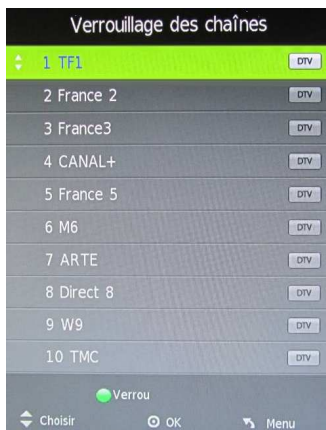 Verrouillage des chaînes
1 TF1 DTV
2 France 2 DTV
3 France3 DTV
4 CANAL+ DTV
5 France 5 DTV
6 M6 DTV
7 ARTE DTV
8 Direct 8 DTV
9 W9 DTV
10 TMC DTV
Verrou
Choisir OK Menu